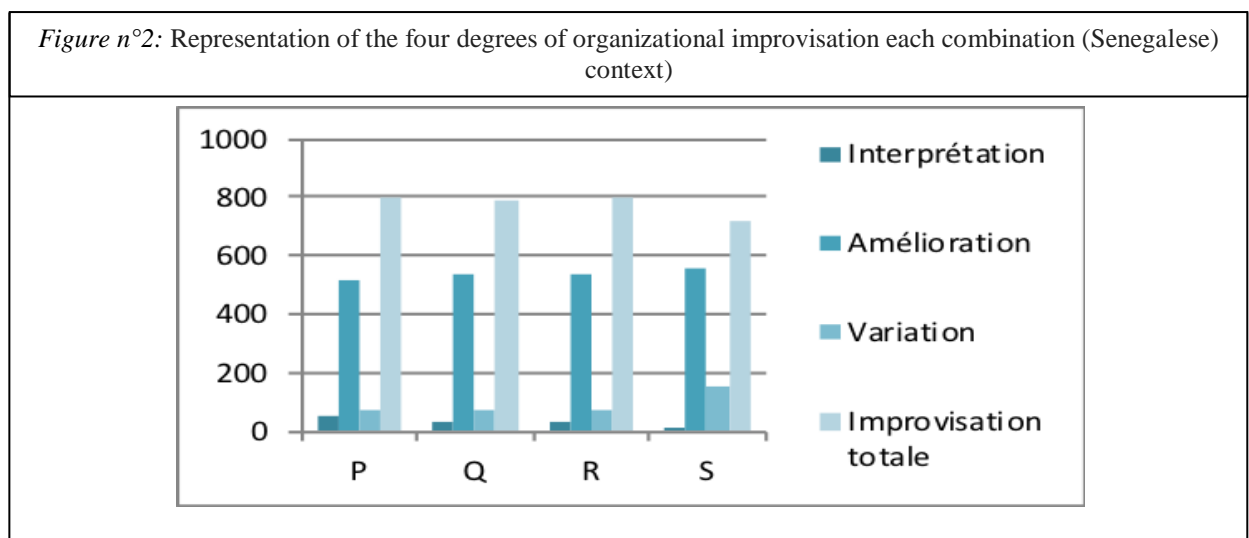 Figure n°2: Representation of the four degrees of organizational improvisation each combination (Senegalese)
context)
1000
800
600
400
200
0
P Q R S
Interprétation
Amélioration
Variation
Improvisation
totale